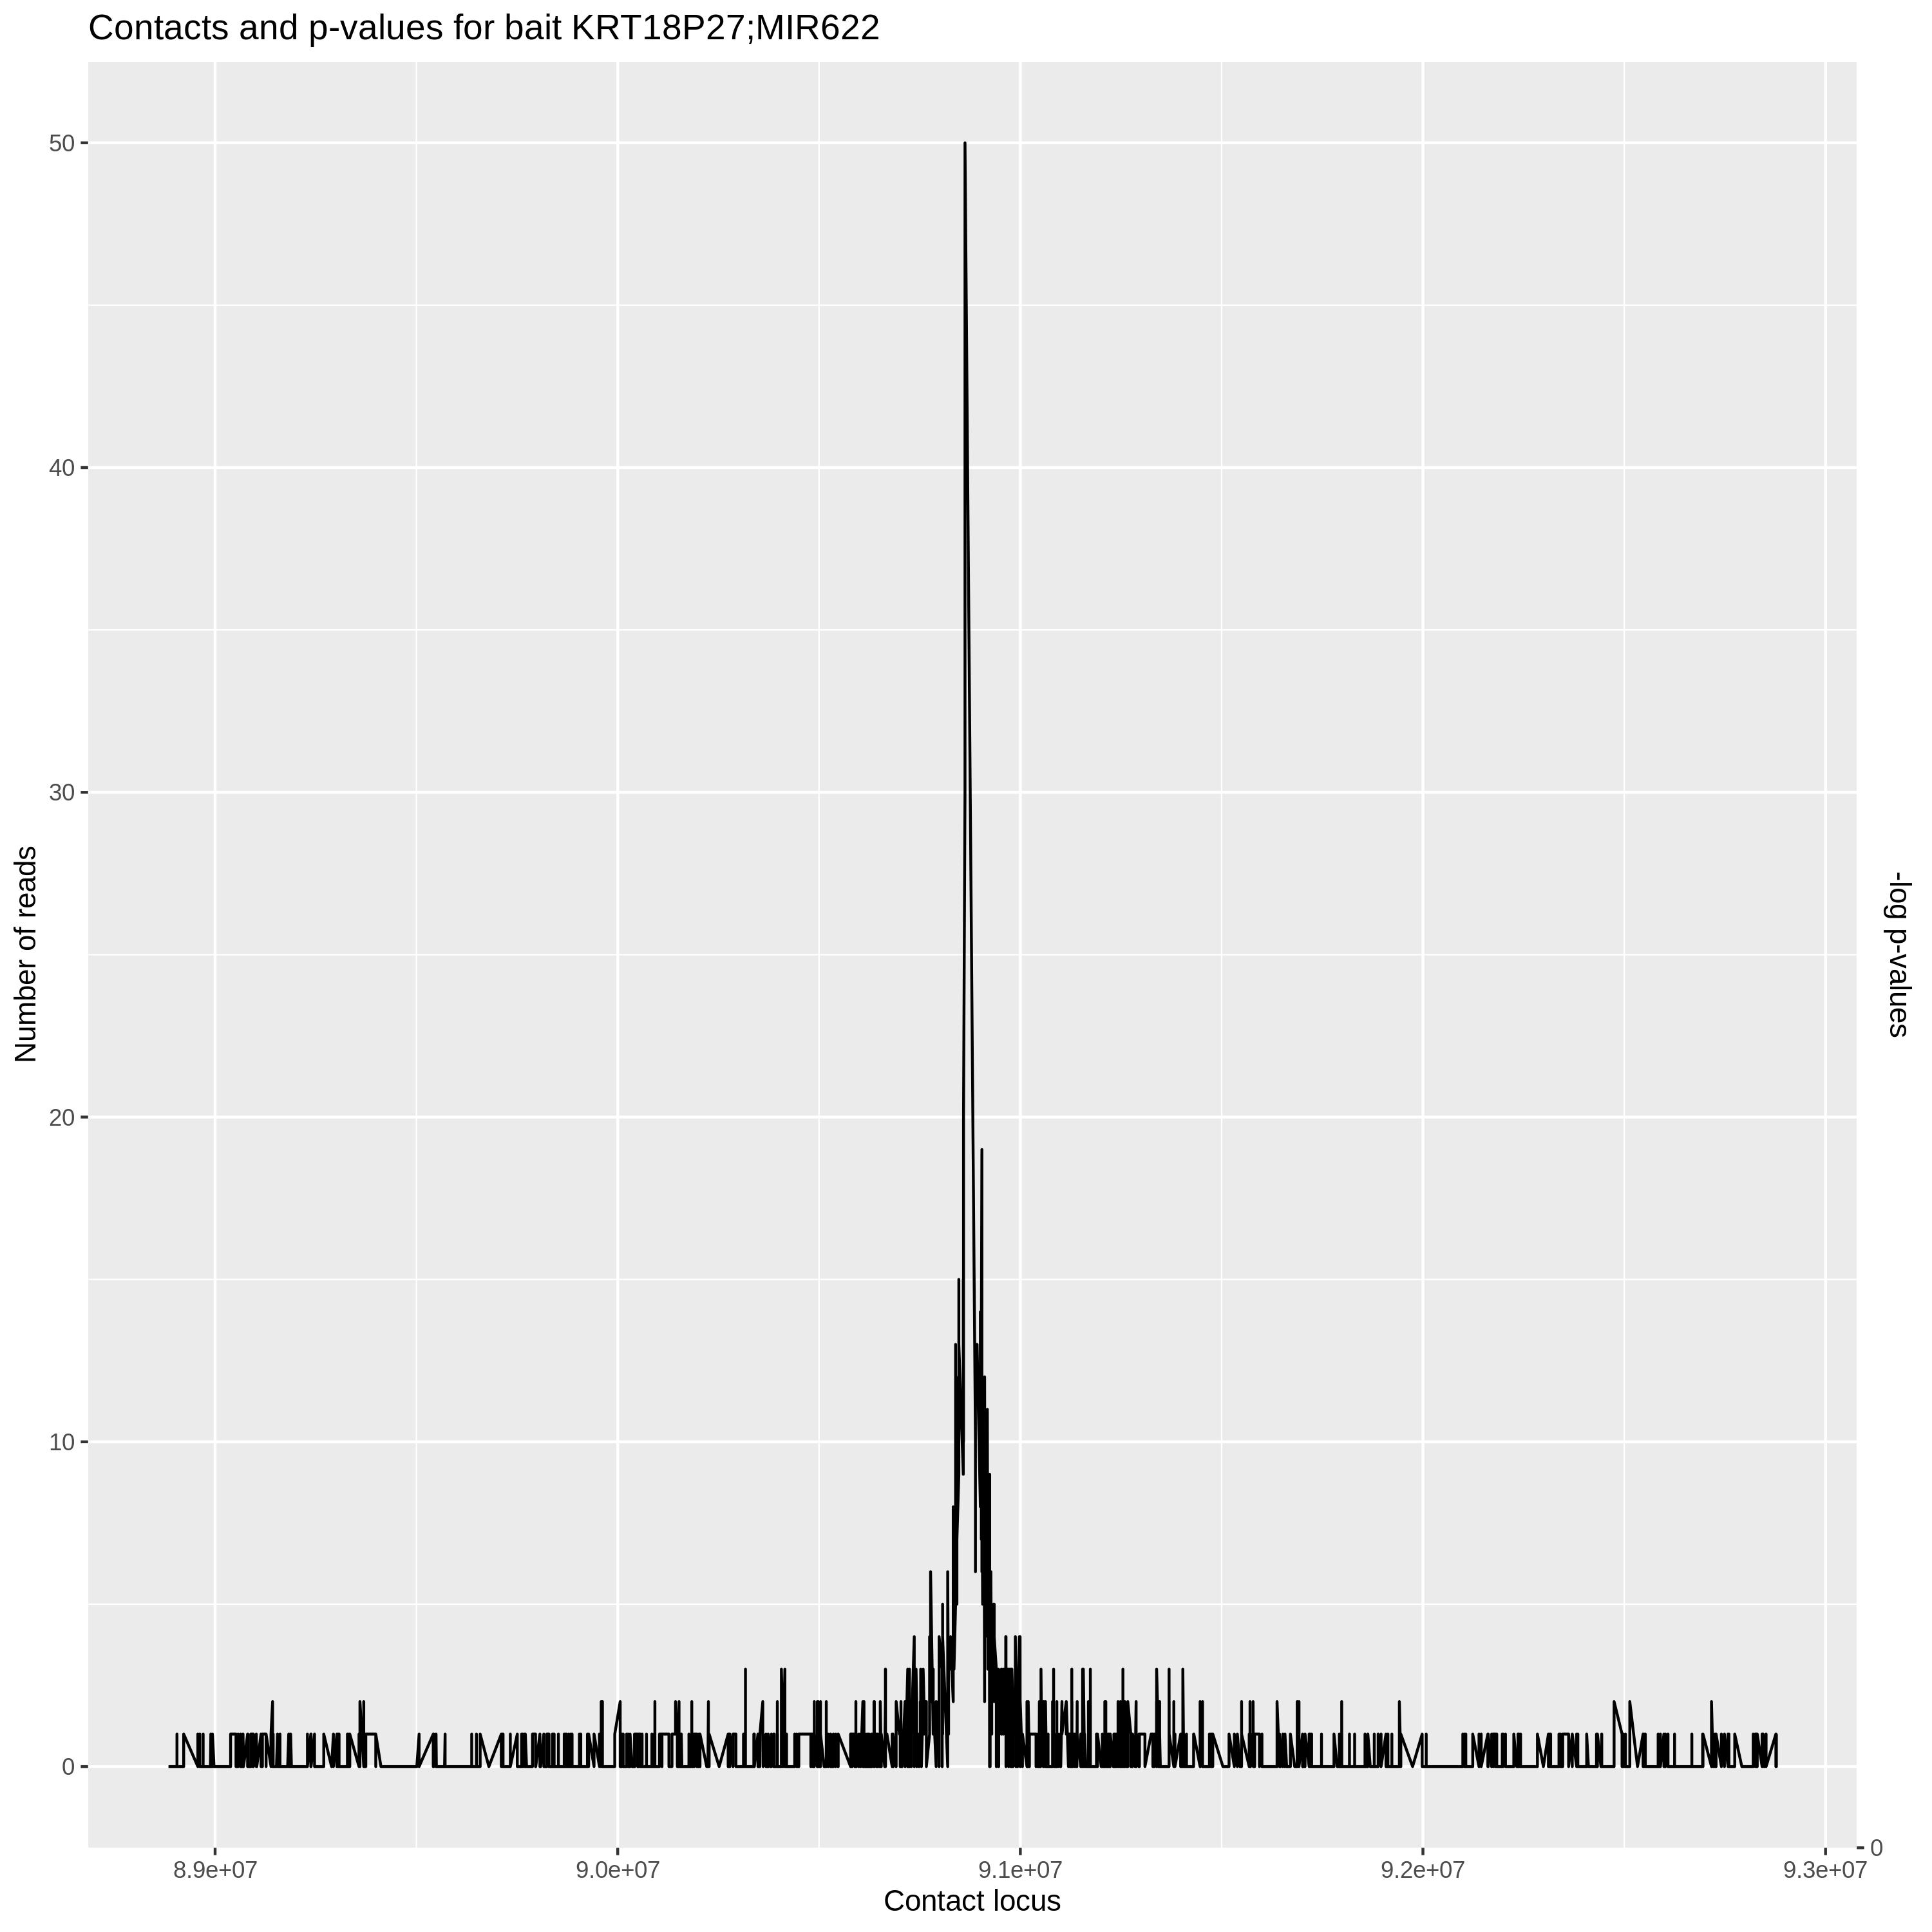 Contacts and p-values for bait KRT18P27;MIR622
50
40
30
20
10
0
Number of reads
-log p-values
0
8.9e+07 9.0e+07 9.1e+07 9.2e+07 9.3e+07
Contact locus